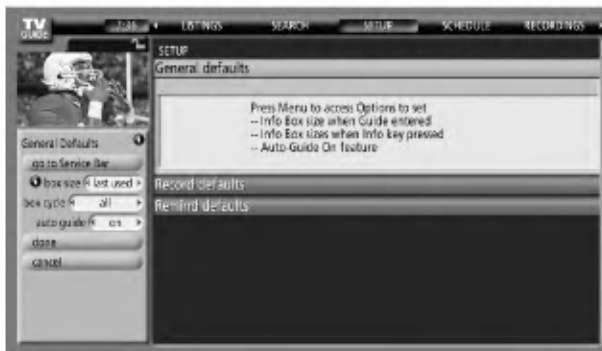 TV GUIDE
7:35 LISTINGS SEARCH SETUP SCHEDULE RECORDINGS
SETUP
General defaults
Press Menu to access Options to set
-- Info Box size when Guide entered
-- Info Box sizes when Info key pressed
-- Auto-Guide On feature
Record defaults
Remind defaults
General Defaults
go to Service Bar
box size last used
box cycle all
auto guide on
done
cancel